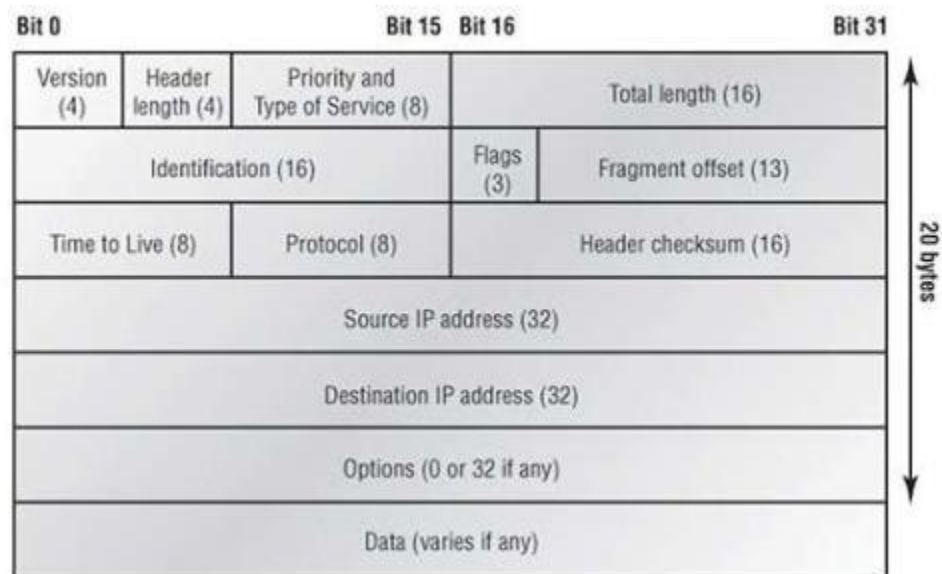 Bit 0 Bit 15 Bit 16 Bit 31
Version (4)
Header length (4)
Priority and Type of Service (8)
Total length (16)
Identification (16)
Flags (3)
Fragment offset (13)
Time to Live (8)
Protocol (8)
Header checksum (16)
Source IP address (32)
Destination IP address (32)
Options (0 or 32 if any)
Data (varies if any)
20 bytes